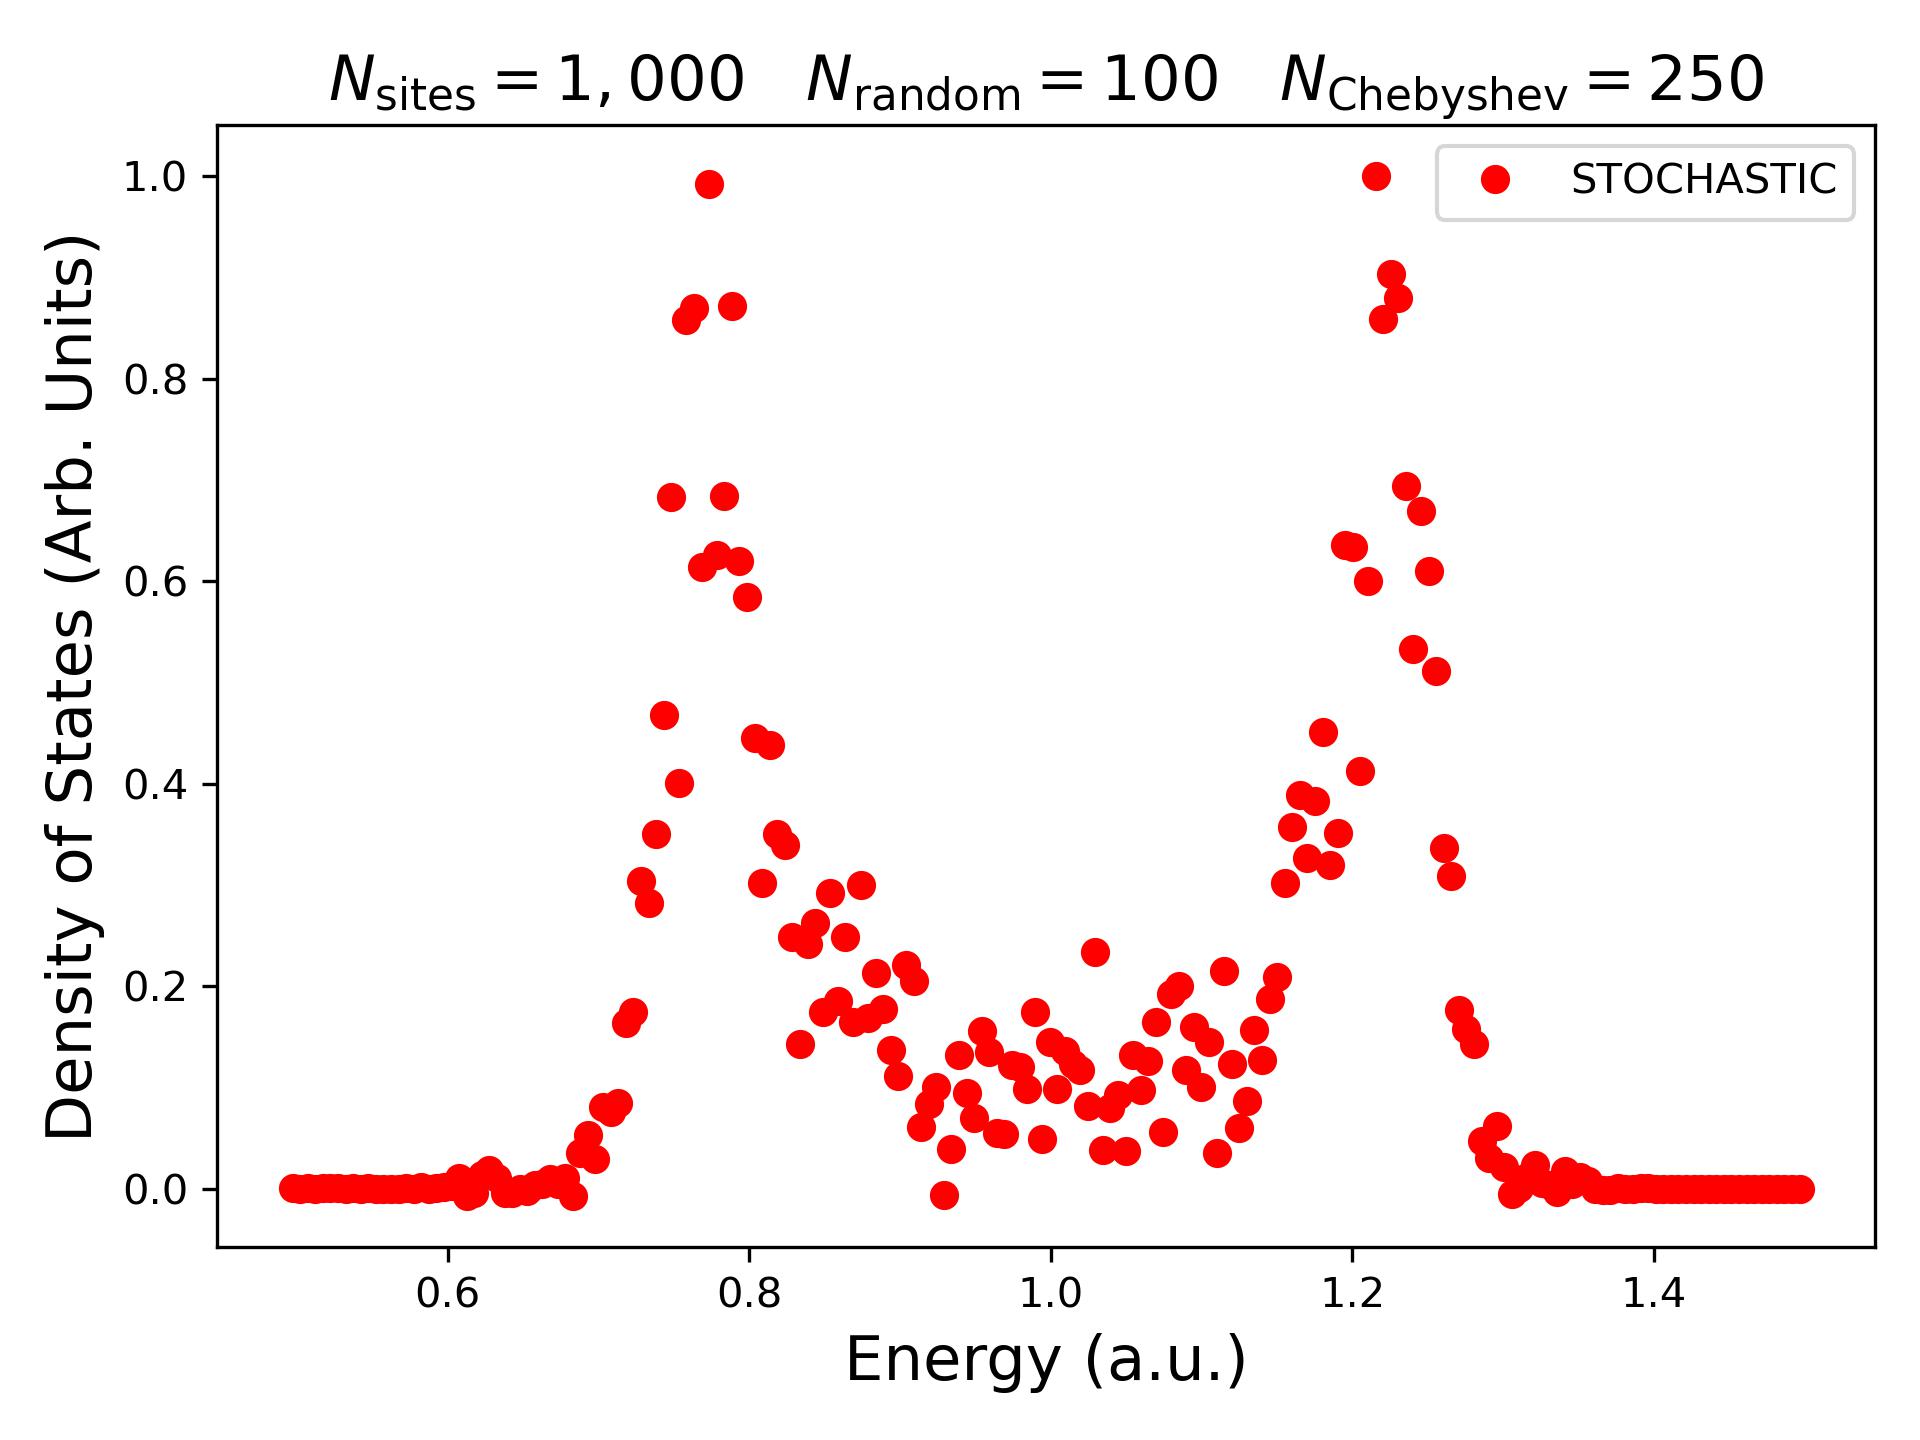 N_sites = 1,000 N_random = 100 N_Chebyshev = 250
STOCHASTIC
Density of States (Arb. Units)
1.0
0.8
0.6
0.4
0.2
0.0
0.6 0.8 1.0 1.2 1.4
Energy (a.u.)